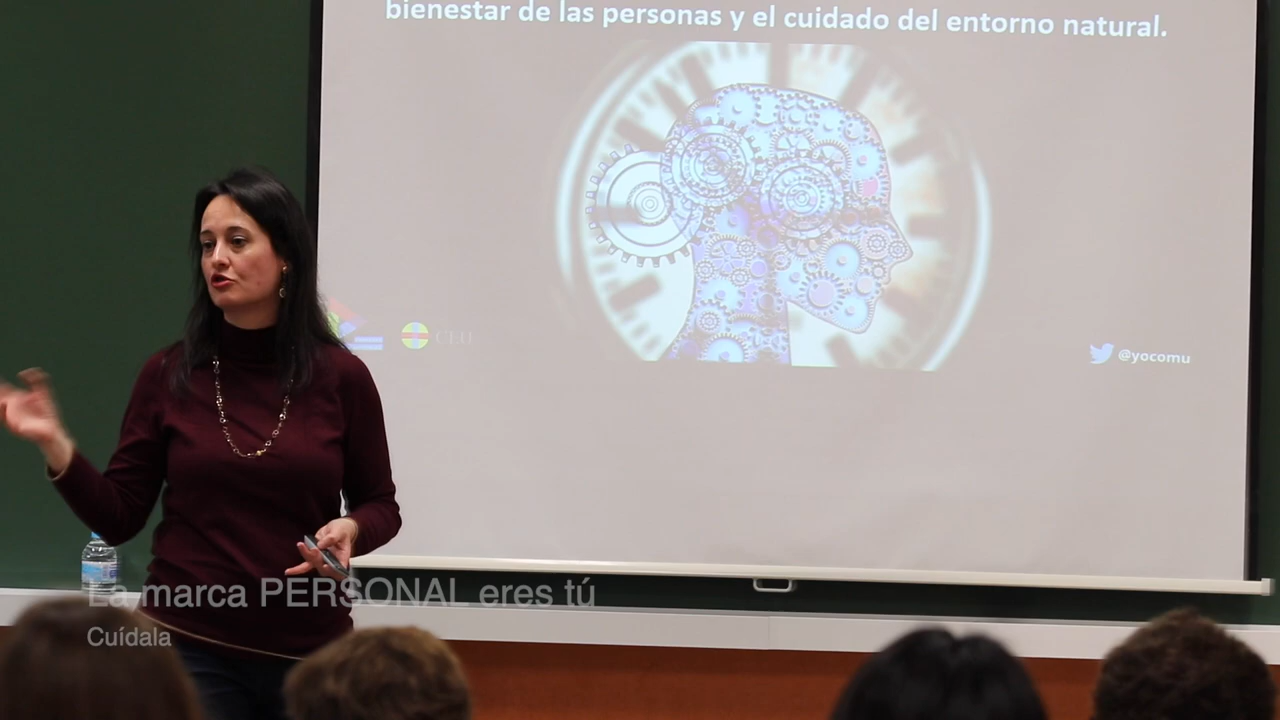 bienestar de las personas y el cuidado del entorno natural.
CEU
@yocomu
La marca PERSONAL eres tú
Cuídala